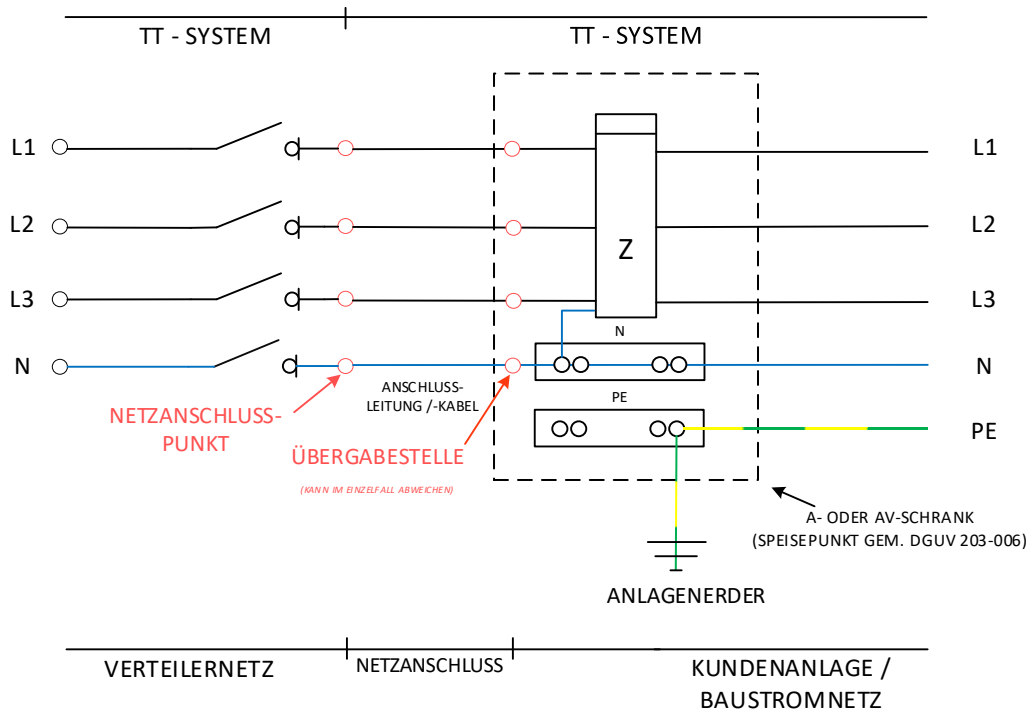 TT - SYSTEM
TT - SYSTEM
L1
L1
L2
L2
Z
L3
L3
N
N
N
ANSCHLUSS-
LEITUNG /-KABEL
NETZANSCHLUSS-
PUNKT
PE
PE
ÜBERGABESTELLE
(KANN IM EINZELFALL ABWEICHEN)
A- ODER AV-SCHRANK
(SPEISEPUNKT GEM. DGUV 203-006)
ANLAGENERDER
VERTEILERNETZ
NETZANSCHLUSS
KUNDENANLAGE /
BAUSTROMNETZ